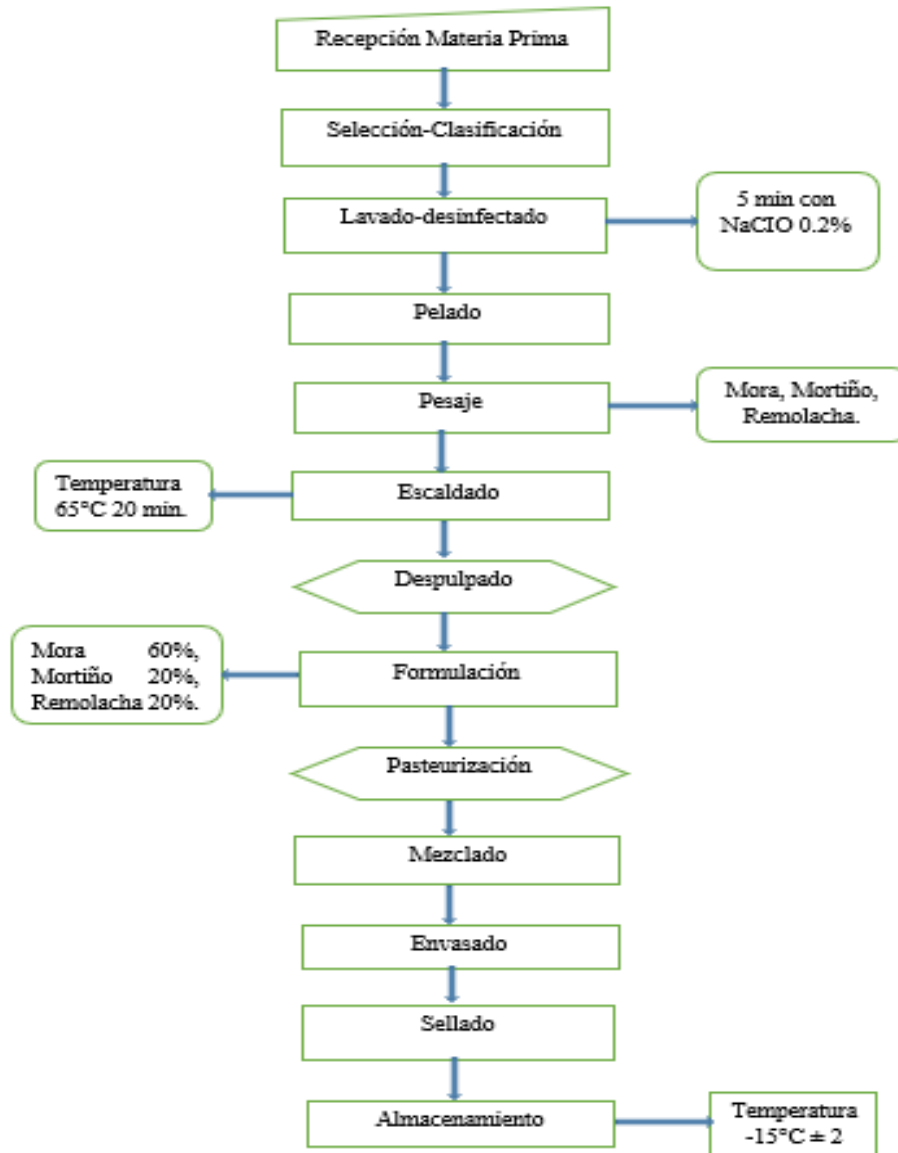 Recepción Materia Prima
Selección-Clasificación
Lavado-desinfectado
5 min con
NaClO 0.2%
Pelado
Pesaje
Mora, Mortiño,
Remolacha.
Temperatura
65°C 20 min.
Escaldado
Despulpado
Mora 60%,
Mortiño 20%,
Remolacha 20%.
Formulación
Pasteurización
Mezclado
Envasado
Sellado
Almacenamiento
Temperatura
-15°C ± 2